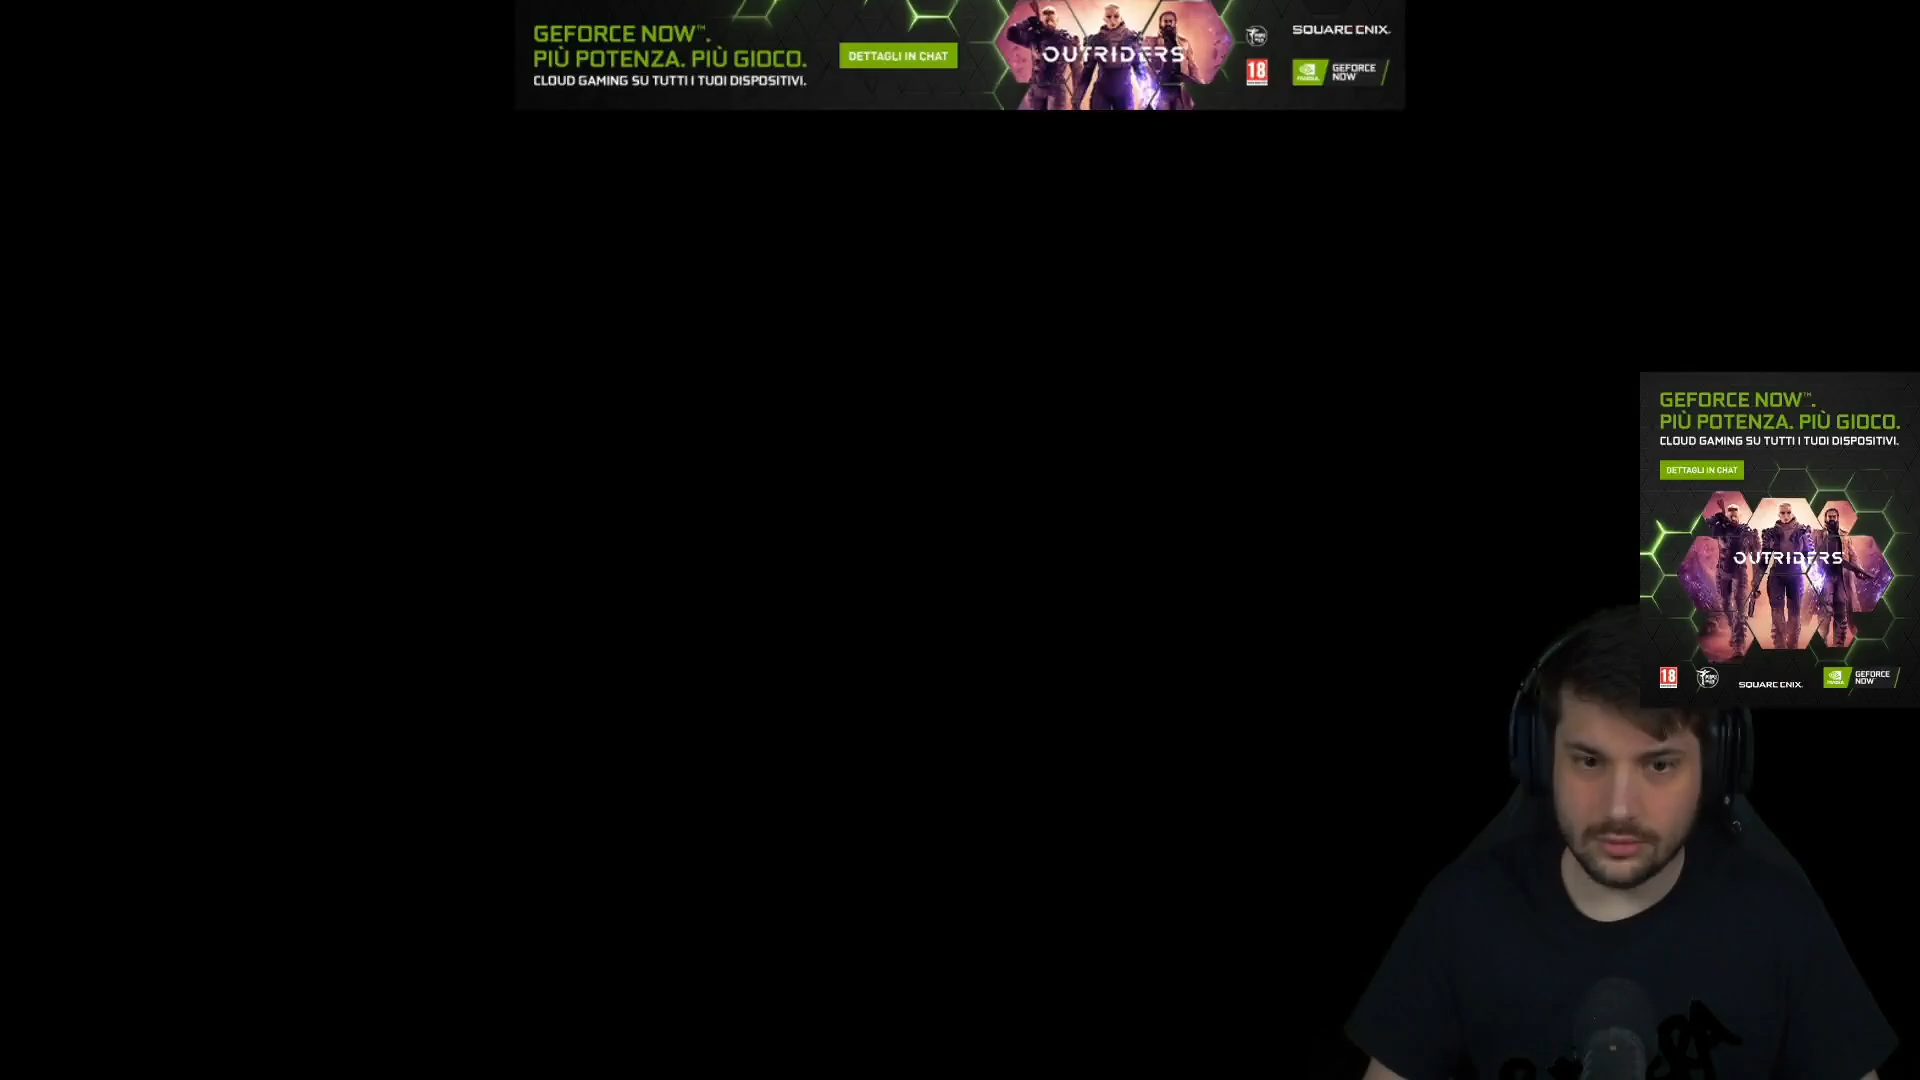 GEFORCE NOW™.
PIÙ POTENZA. PIÙ GIOCO.
CLOUD GAMING SU TUTTI I TUOI DISPOSITIVI.
DETTAGLI IN CHAT
OUTRIDERS
18
SQUARE ENIX.
NVIDIA.
GEFORCE
NOW
GEFORCE NOW™.
PIÙ POTENZA. PIÙ GIOCO.
CLOUD GAMING SU TUTTI I TUOI DISPOSITIVI.
DETTAGLI IN CHAT
OUTRIDERS
18
SQUARE ENIX.
NVIDIA.
GEFORCE
NOW